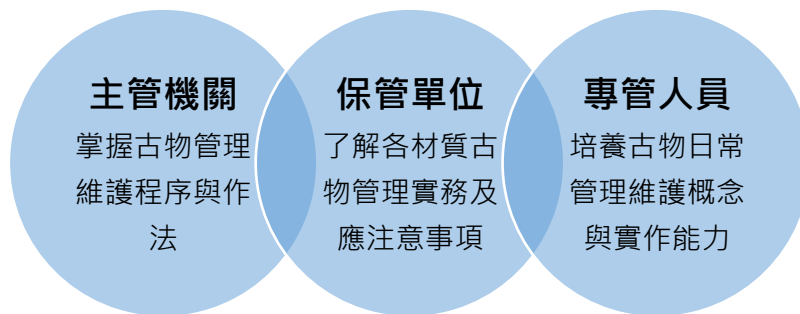 主管機關
掌握古物管理
維護程序與作
法
保管單位
了解各材質古
物管理實務及
應注意事項
專管人員
培養古物日常
管理維護概念
與實作能力